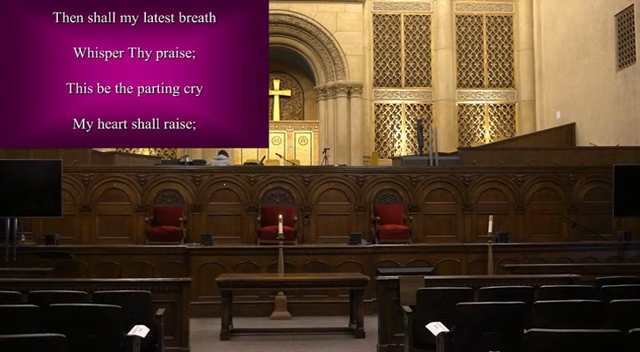 Then shall my latest breath
Whisper Thy praise;
This be the parting cry
My heart shall raise;